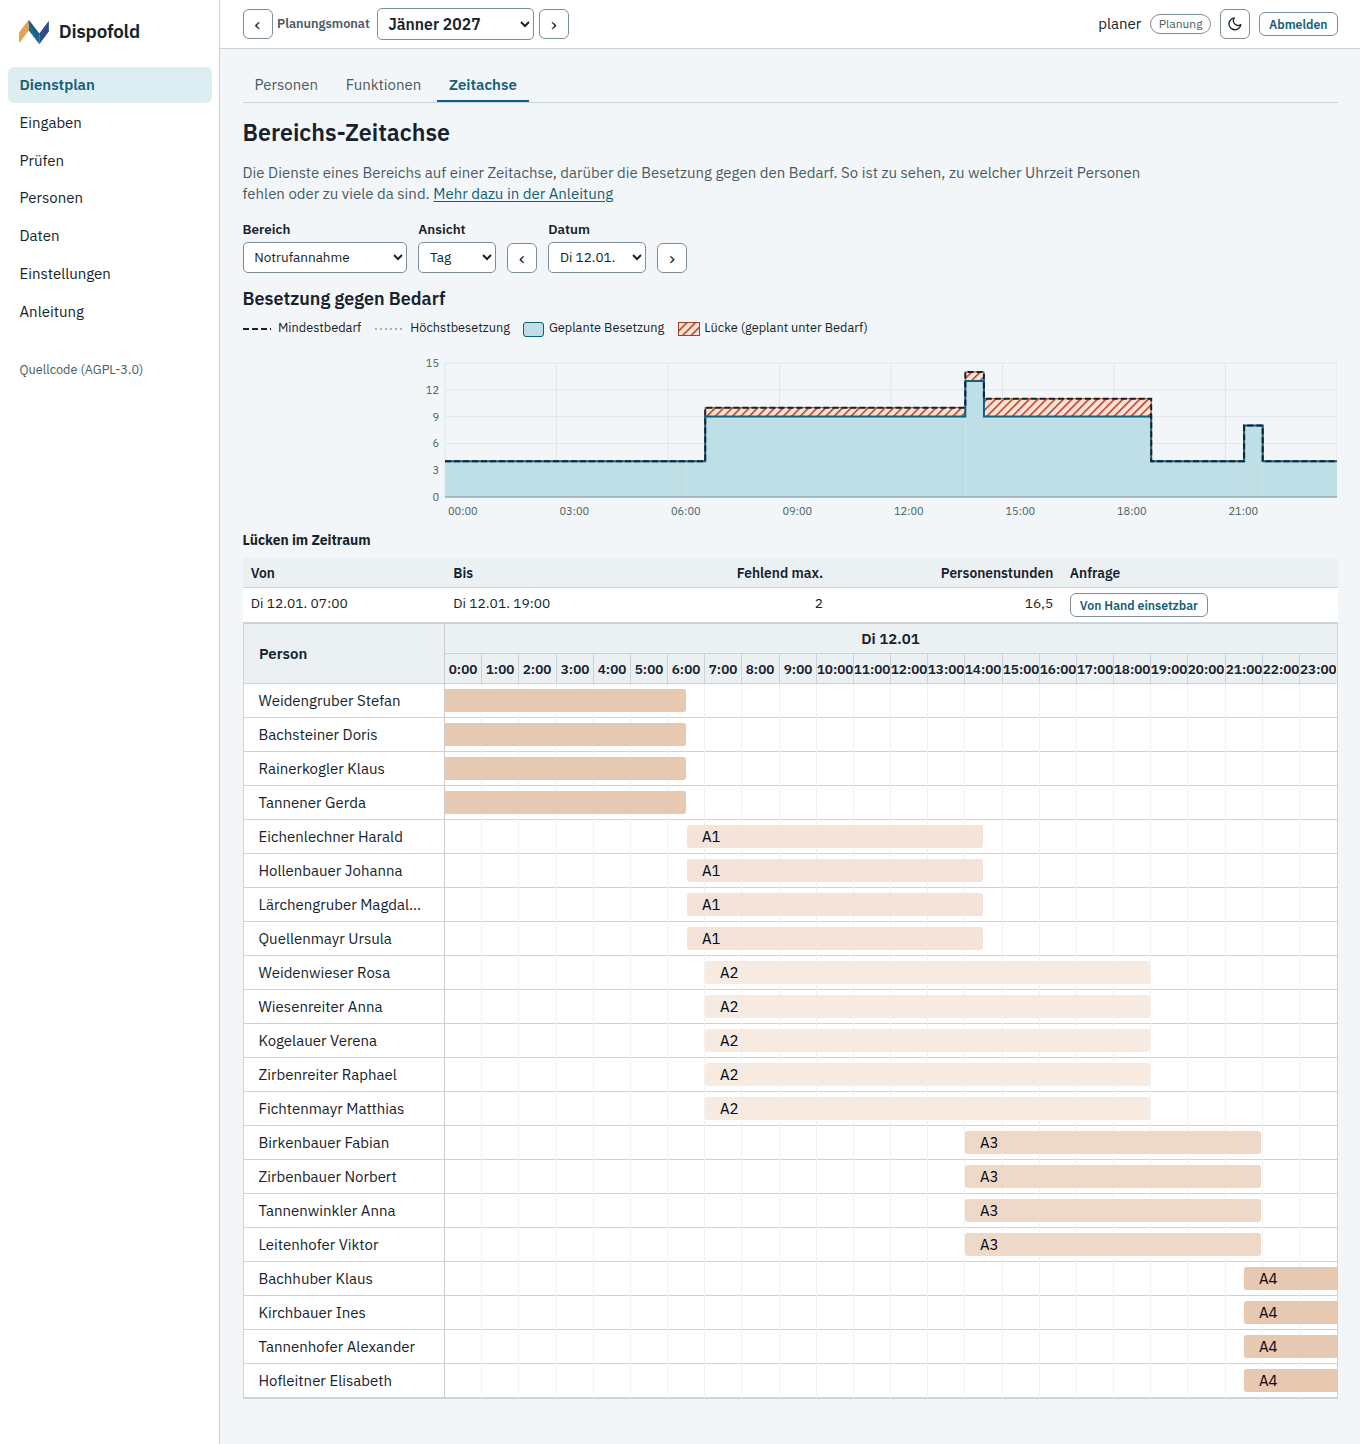 Dispofold
Dienstplan
Eingaben
Prüfen
Personen
Daten
Einstellungen
Anleitung
Quellcode (AGPL-3.0)
‹ Planungsmonat Jänner 2027 ›
planer Planung Abmelden
Personen Funktionen Zeitachse
Bereichs-Zeitachse
Die Dienste eines Bereichs auf einer Zeitachse, darüber die Besetzung gegen den Bedarf. So ist zu sehen, zu welcher Uhrzeit Personen
fehlen oder zu viele da sind. Mehr dazu in der Anleitung
Bereich Ansicht Datum
Notrufannahme Tag ‹ Di 12.01. ›
Besetzung gegen Bedarf
Mindestbedarf Höchstbesetzung Geplante Besetzung Lücke (geplant unter Bedarf)
15
12
9
6
3
0
00:00 03:00 06:00 09:00 12:00 15:00 18:00 21:00
Lücken im Zeitraum
Von Bis Fehlend max. Personenstunden Anfrage
Di 12.01. 07:00 Di 12.01. 19:00 2 16,5 Von Hand einsetzbar
Person Di 12.01
0:00 1:00 2:00 3:00 4:00 5:00 6:00 7:00 8:00 9:00 10:00 11:00 12:00 13:00 14:00 15:00 16:00 17:00 18:00 19:00 20:00 21:00 22:00 23:00
Weidengruber Stefan
Bachsteiner Doris
Rainerkogler Klaus
Tannener Gerda
Eichenlechner Harald A1
Hollenbauer Johanna A1
Lärchengruber Magdal... A1
Quellenmayr Ursula A1
Weidenwieser Rosa A2
Wiesenreiter Anna A2
Kogelauer Verena A2
Zirbenreiter Raphael A2
Fichtenmayr Matthias A2
Birkenbauer Fabian A3
Zirbenbauer Norbert A3
Tannenwinkler Anna A3
Leitenhofer Viktor A3
Bachhuber Klaus A4
Kirchbauer Ines A4
Tannenhofer Alexander A4
Hofleitner Elisabeth A4